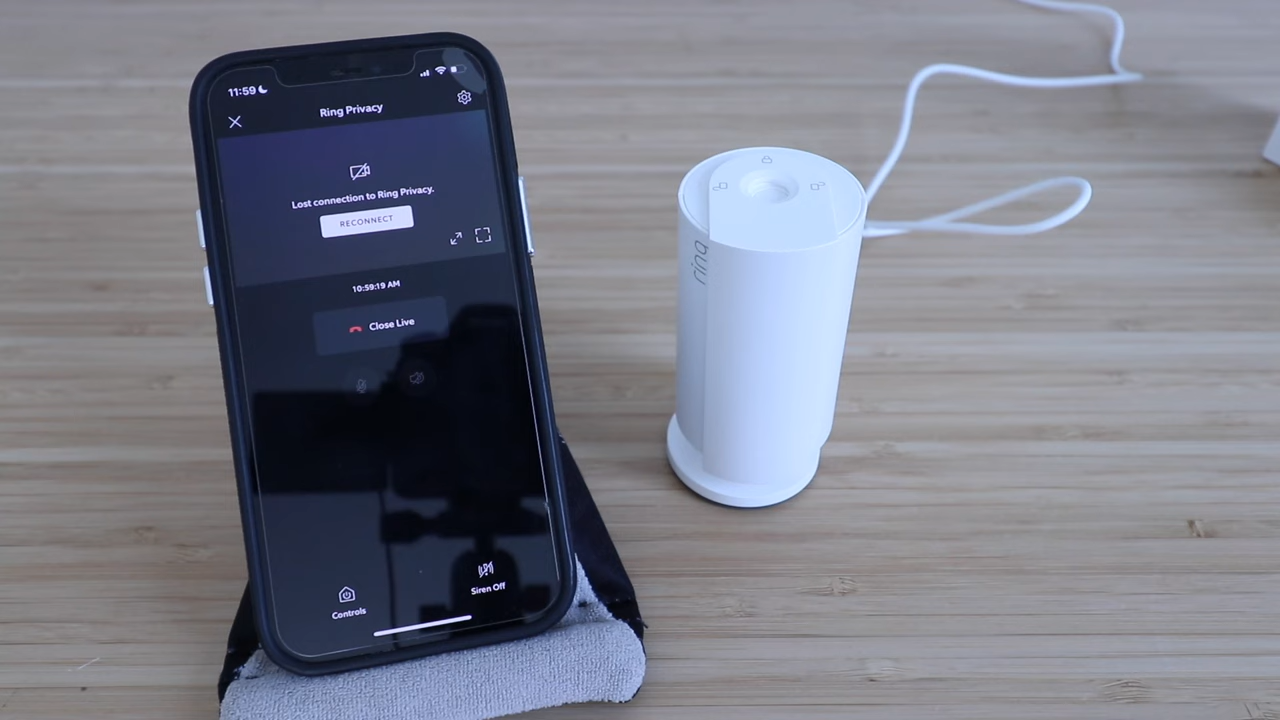 11:59
Ring Privacy
Lost connection to Ring Privacy.
RECONNECT
10:59:19 AM
Close Live
Controls
Siren Off
ring